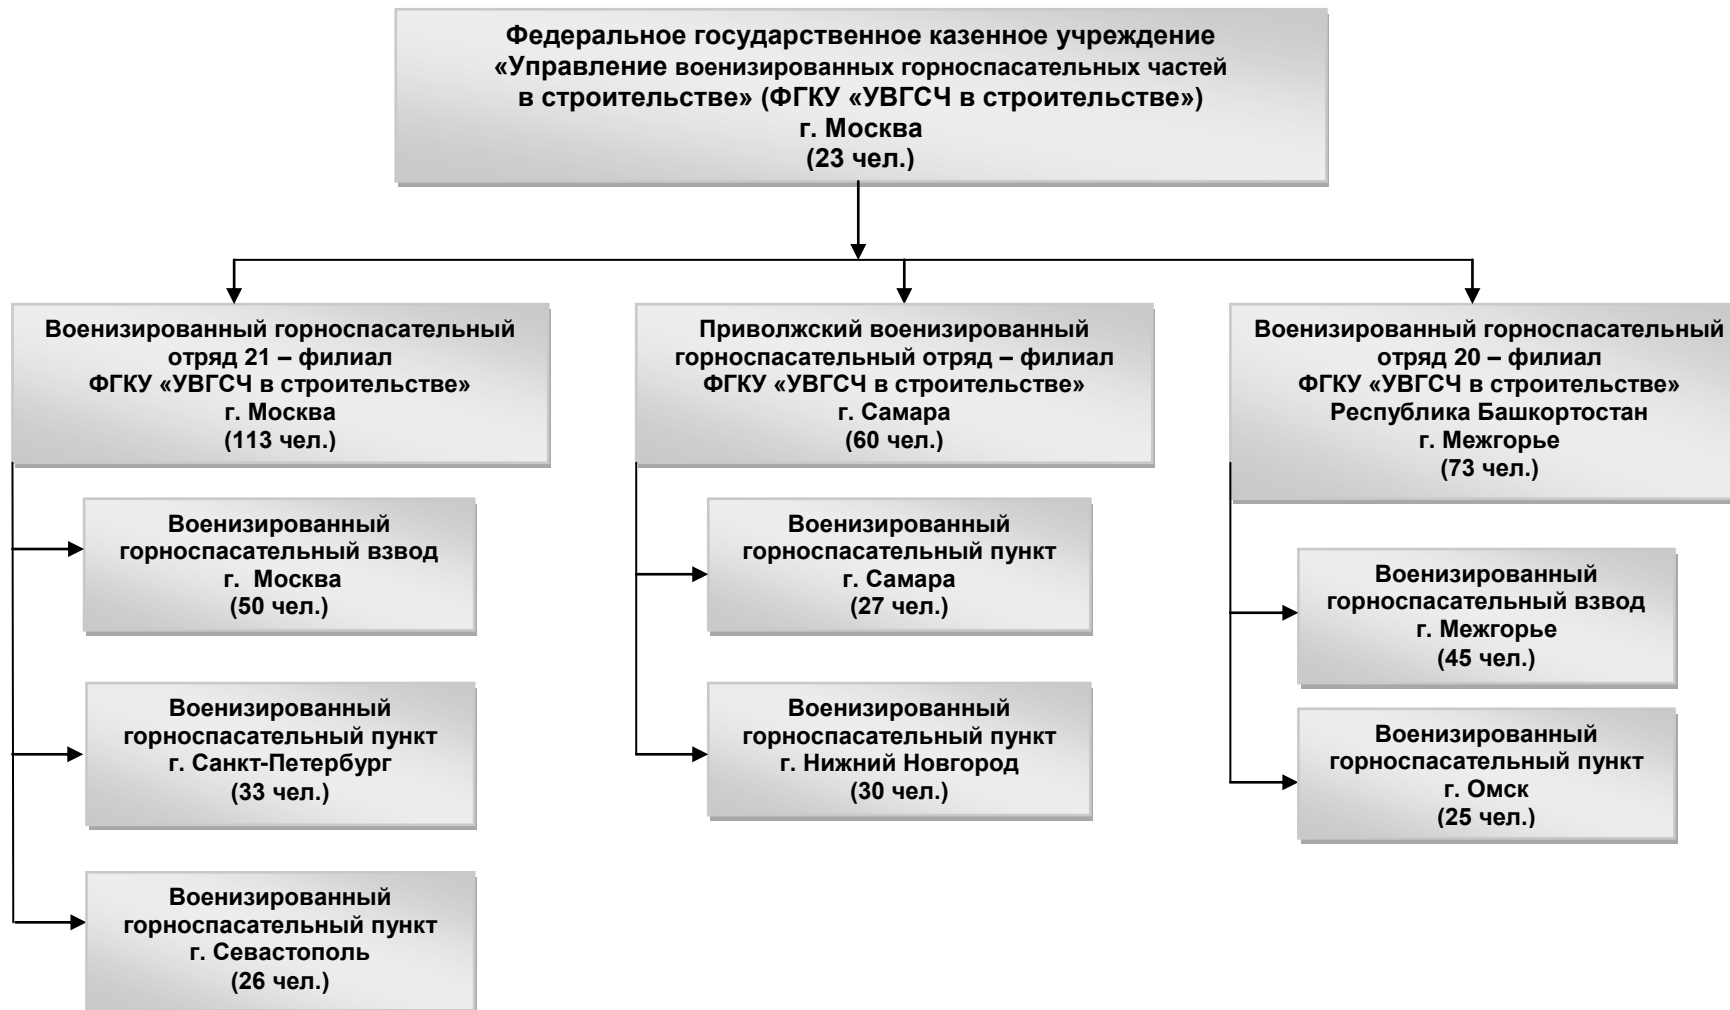 Федеральное государственное казенное учреждение
«Управление военизированных горноспасательных частей
в строительстве» (ФГКУ «УВГСЧ в строительстве»)
г. Москва
(23 чел.)
Военизированный горноспасательный
отряд 21 – филиал
ФГКУ «УВГСЧ в строительстве»
г. Москва
(113 чел.)
Военизированный
горноспасательный взвод
г. Москва
(50 чел.)
Военизированный
горноспасательный пункт
г. Санкт-Петербург
(33 чел.)
Военизированный
горноспасательный пункт
г. Севастополь
(26 чел.)
Приволжский военизированный
горноспасательный отряд – филиал
ФГКУ «УВГСЧ в строительстве»
г. Самара
(60 чел.)
Военизированный
горноспасательный пункт
г. Самара
(27 чел.)
Военизированный
горноспасательный пункт
г. Нижний Новгород
(30 чел.)
Военизированный горноспасательный
отряд 20 – филиал
ФГКУ «УВГСЧ в строительстве»
Республика Башкортостан
г. Межгорье
(73 чел.)
Военизированный
горноспасательный взвод
г. Межгорье
(45 чел.)
Военизированный
горноспасательный пункт
г. Омск
(25 чел.)